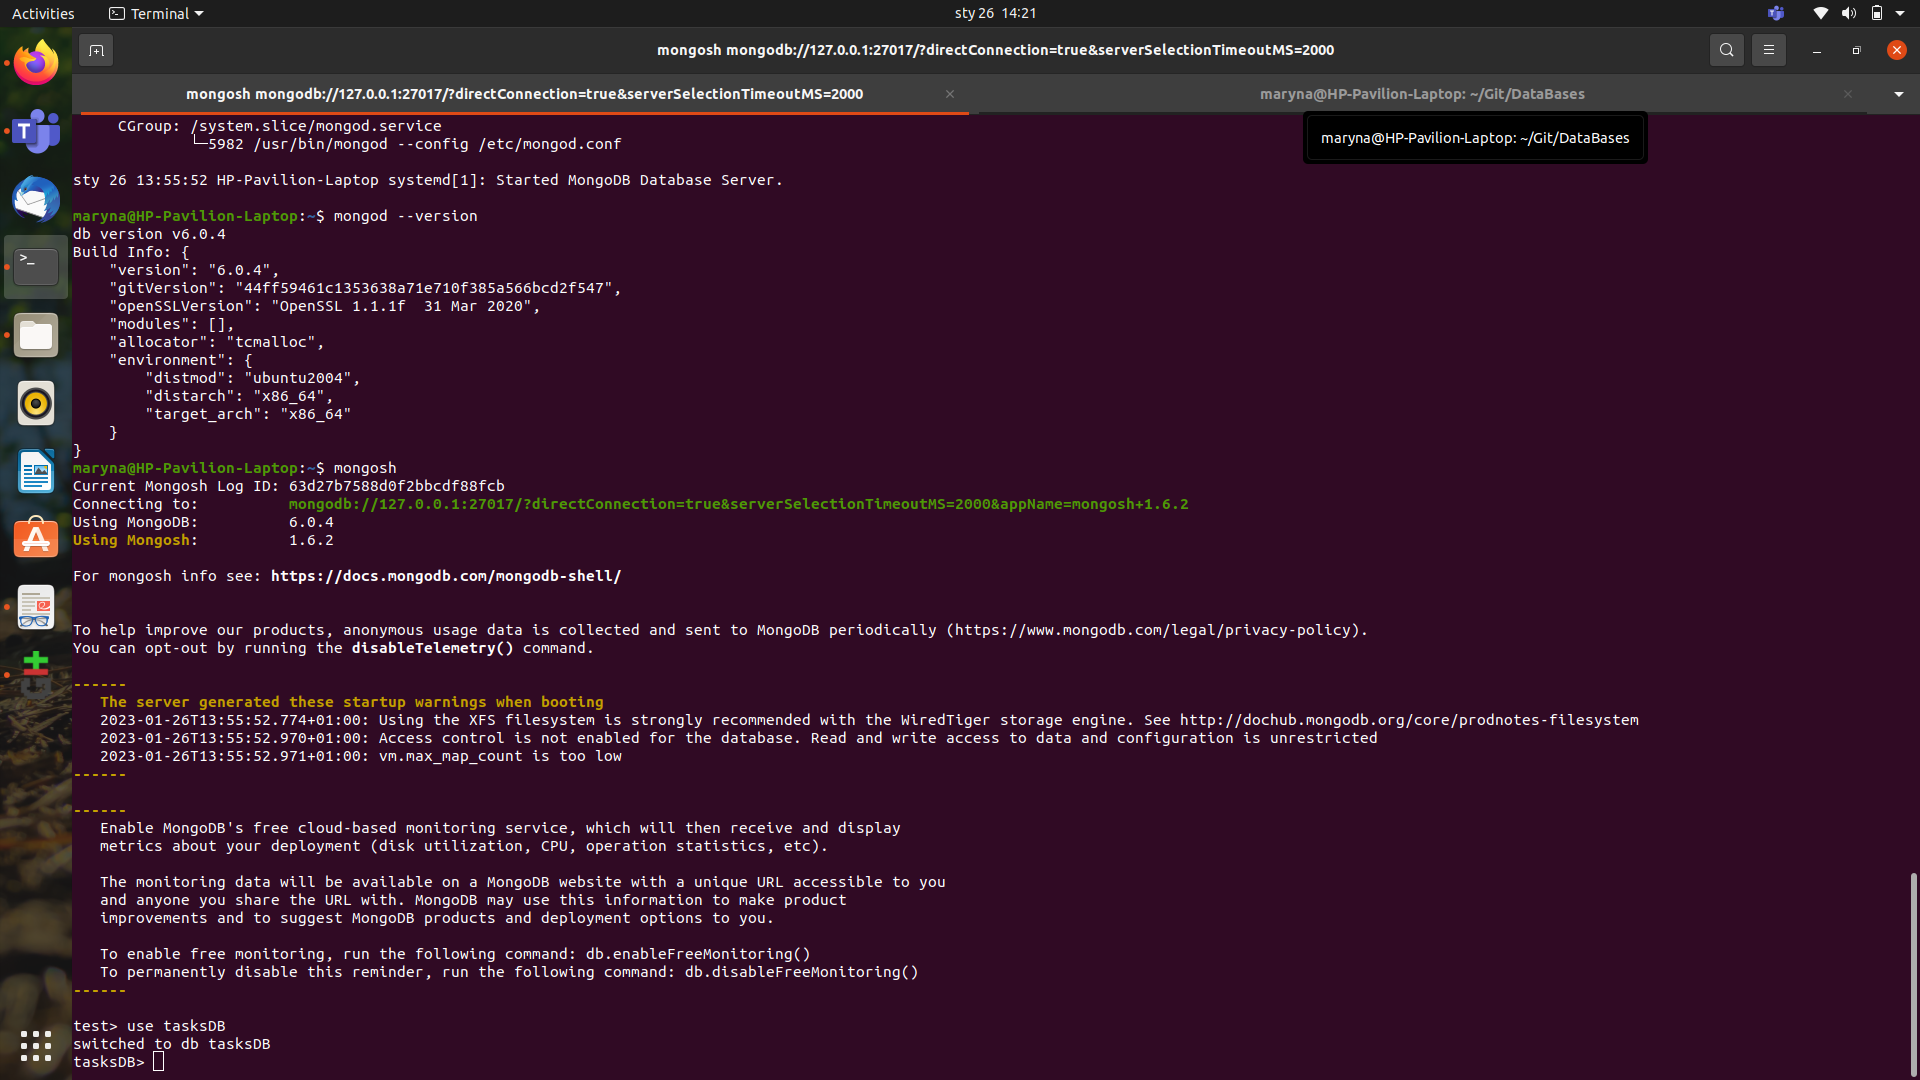 Activities
Terminal
sty 26 14:21
mongosh mongodb://127.0.0.1:27017/?directConnection=true&serverSelectionTimeoutMS=2000
mongosh mongodb://127.0.0.1:27017/?directConnection=true&serverSelectionTimeoutMS=2000
maryna@HP-Pavilion-Laptop: ~/Git/DataBases
maryna@HP-Pavilion-Laptop: ~/Git/DataBases
     CGroup: /system.slice/mongod.service
             └─5982 /usr/bin/mongod --config /etc/mongod.conf
sty 26 13:55:52 HP-Pavilion-Laptop systemd[1]: Started MongoDB Database Server.
maryna@HP-Pavilion-Laptop:~$ mongod --version
db version v6.0.4
Build Info: {
    "version": "6.0.4",
    "gitVersion": "44ff59461c1353638a71e710f385a566bcd2f547",
    "openSSLVersion": "OpenSSL 1.1.1f  31 Mar 2020",
    "modules": [],
    "allocator": "tcmalloc",
    "environment": {
        "distmod": "ubuntu2004",
        "distarch": "x86_64",
        "target_arch": "x86_64"
    }
}
maryna@HP-Pavilion-Laptop:~$ mongosh
Current Mongosh Log ID: 63d27b7588d0f2bbcdf88fcb
Connecting to:          mongodb://127.0.0.1:27017/?directConnection=true&serverSelectionTimeoutMS=2000&appName=mongosh+1.6.2
Using MongoDB:          6.0.4
Using Mongosh:          1.6.2
For mongosh info see: https://docs.mongodb.com/mongodb-shell/
To help improve our products, anonymous usage data is collected and sent to MongoDB periodically (https://www.mongodb.com/legal/privacy-policy).
You can opt-out by running the disableTelemetry() command.
------
   The server generated these startup warnings when booting
   2023-01-26T13:55:52.774+01:00: Using the XFS filesystem is strongly recommended with the WiredTiger storage engine. See http://dochub.mongodb.org/core/prodnotes-filesystem
   2023-01-26T13:55:52.970+01:00: Access control is not enabled for the database. Read and write access to data and configuration is unrestricted
   2023-01-26T13:55:52.971+01:00: vm.max_map_count is too low
------
------
   Enable MongoDB's free cloud-based monitoring service, which will then receive and display
   metrics about your deployment (disk utilization, CPU, operation statistics, etc).
   The monitoring data will be available on a MongoDB website with a unique URL accessible to you
   and anyone you share the URL with. MongoDB may use this information to make product
   improvements and to suggest MongoDB products and deployment options to you.
   To enable free monitoring, run the following command: db.enableFreeMonitoring()
   To permanently disable this reminder, run the following command: db.disableFreeMonitoring()
------
test> use tasksDB
switched to db tasksDB
tasksDB>